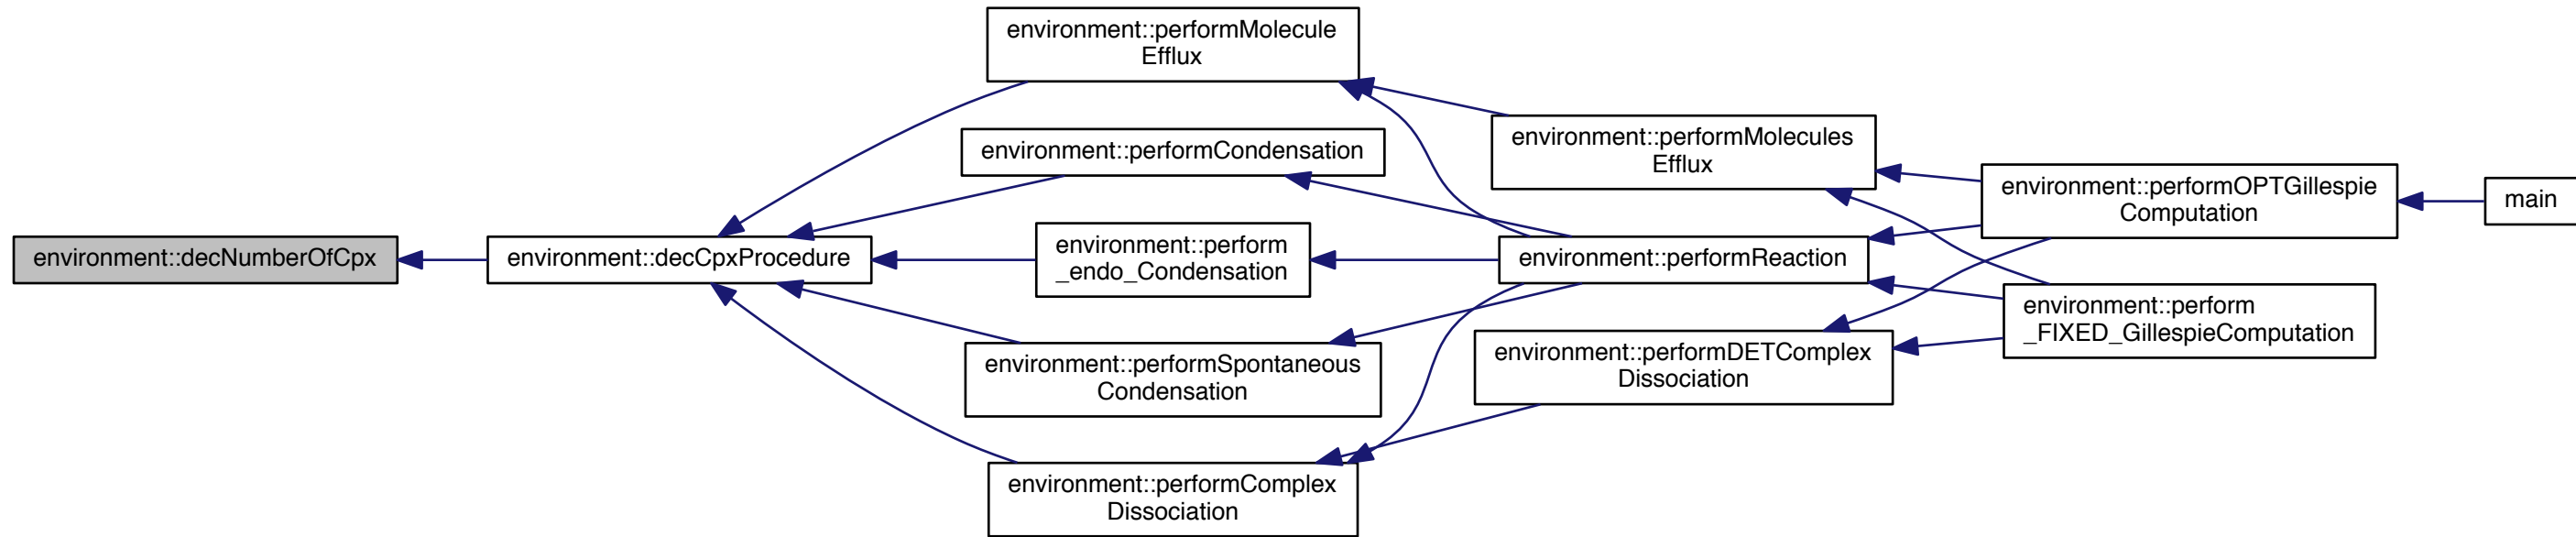 environment::performMolecule
Efflux
environment::performCondensation
environment::performMolecules
Efflux
environment::performOPTGillespie
Computation
main
environment::decNumberOfCpx
environment::decCpxProcedure
environment::perform
_endo_Condensation
environment::performReaction
environment::perform
_FIXED_GillespieComputation
environment::performSpontaneous
Condensation
environment::performDETComplex
Dissociation
environment::performComplex
Dissociation